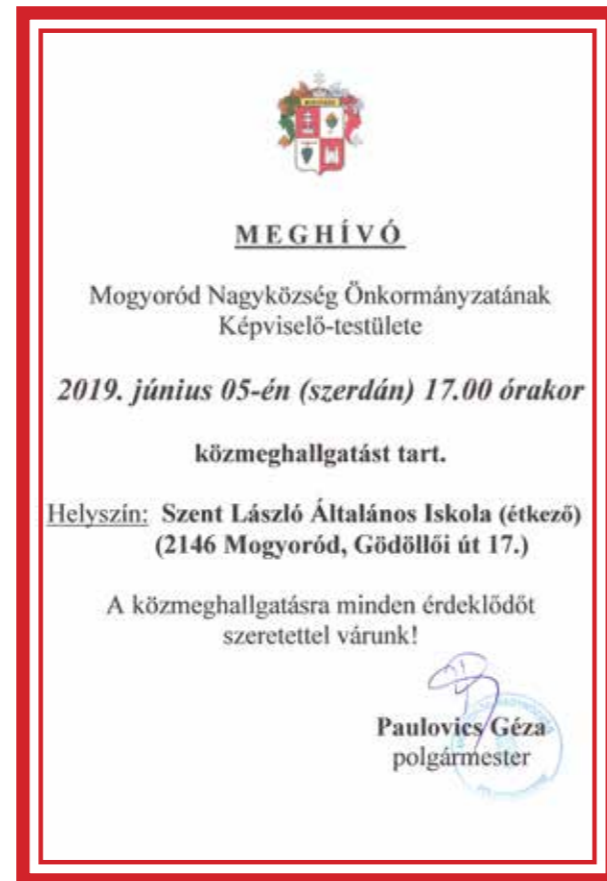 MEGHÍVÓ
Mogyoród Nagyközség Önkormányzatának
Képviselő-testülete
2019. június 05-én (szerdán) 17.00 órakor
közmeghallgatást tart.
Helyszín: Szent László Általános Iskola (étkező)
(2146 Mogyoród, Gödöllői út 17.)
A közmeghallgatásra minden érdeklődőt
szeretettel várunk!
Paulovics Géza
polgármester